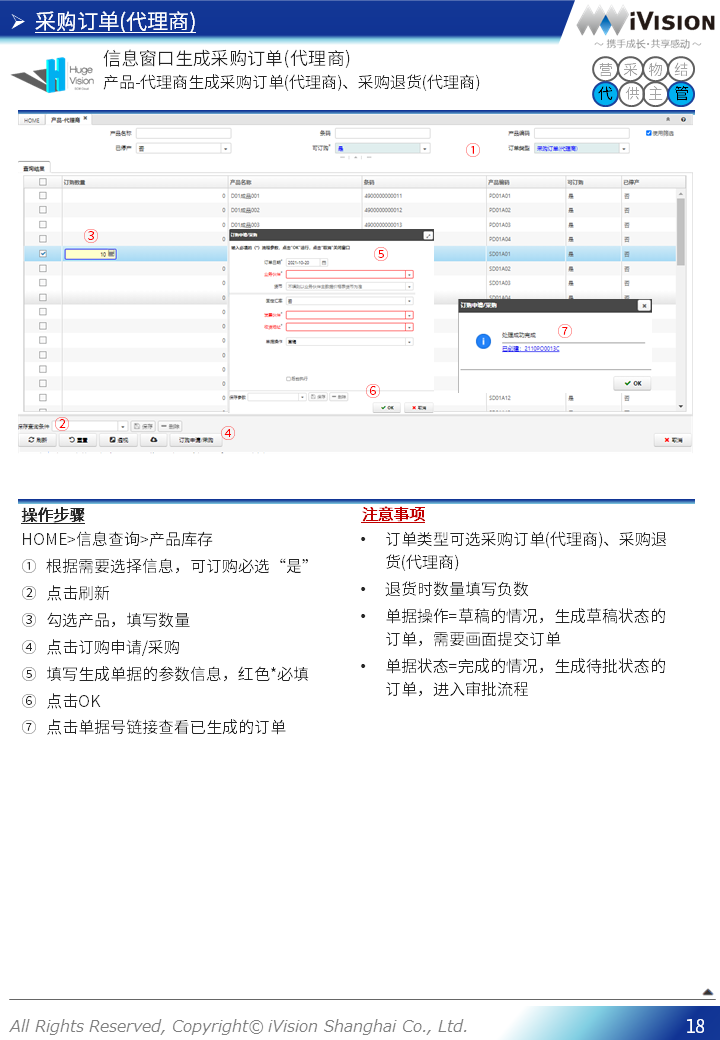 ➢ 采购订单(代理商)
iVision
～ 携手成长·共享感动 ～
Huge
Vision
信息窗口生成采购订单(代理商)
产品-代理商生成采购订单(代理商)、采购退货(代理商)
营 采 物 结
代 供 主 管
HOME 产品-代理商
产品名称 条码 产品编码 使用筛选
已停产 否 可订购* 是 ① 订单类型 采购订单(代理商)
查询结果
订购数量 产品名称 条码 产品编码 可订购 已停产
0 D01成品001 4900000000011 PD01A01 是 否
0 D01成品002 4900000000012 PD01A02 是 否
0 D01成品003 4900000000013 PD01A03 是 否
③ 0 订购申请/采购 PD01A04 是 否
输入必填的（*）流程参数，点击"OK"运行，点击"取消"关闭窗口
10 ⑤ SD01A01 是 否
订单日期* 2021-10-20
0 SD01A02 是 否
业务伙伴*
0 SD01A03 是 否
货币
0 否 SD01A04 是 否
订购申请/采购
发票伙伴*
0
收货地址*
⑦
0 处理成功完成
单据操作 草稿
已创建：2110PO0013C
后台执行
⑥ OK
0 保存参数 保存 删除 SD01A12 是 否
OK 取消
保存查询条件 ② 保存 删除
刷新 重置 订购申请/采购 ④ 取消
操作步骤
HOME>信息查询>产品库存
① 根据需要选择信息，可订购必选“是”
② 点击刷新
③ 勾选产品，填写数量
④ 点击订购申请/采购
⑤ 填写生成单据的参数信息，红色*必填
⑥ 点击OK
⑦ 点击单据号链接查看已生成的订单
注意事项
• 订单类型可选采购订单(代理商)、采购退
货(代理商)
• 退货时数量填写负数
• 单据操作=草稿的情况，生成草稿状态的
订单，需要画面提交订单
• 单据状态=完成的情况，生成待批状态的
订单，进入审批流程
All Rights Reserved, Copyright© iVision Shanghai Co., Ltd.
18